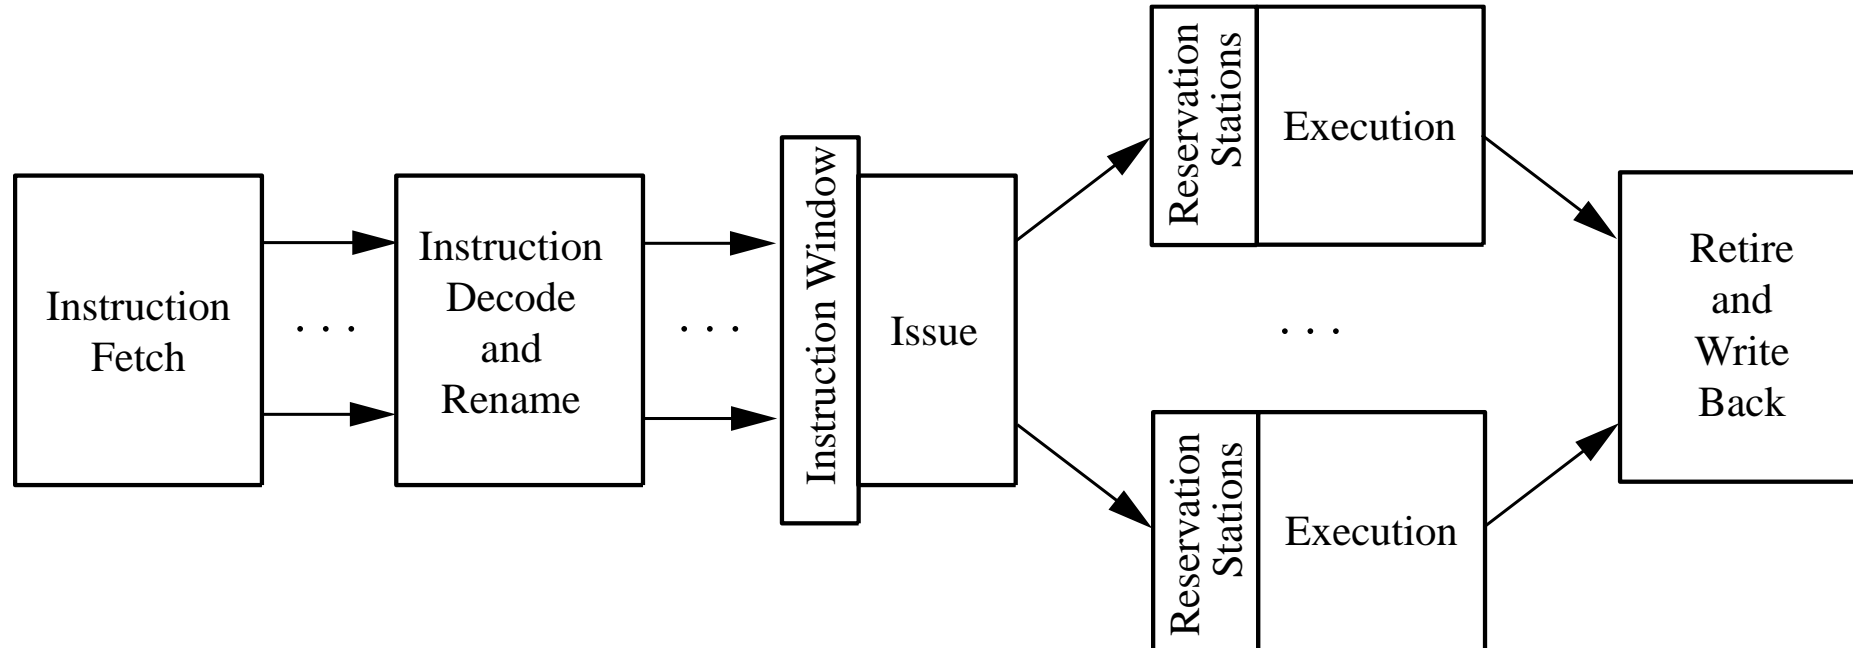 Instruction
Fetch
. . .
Instruction
Decode
and
Rename
. . .
Instruction Window
Issue
Reservation
Stations
Execution
. . .
Reservation
Stations
Execution
Retire
and
Write
Back